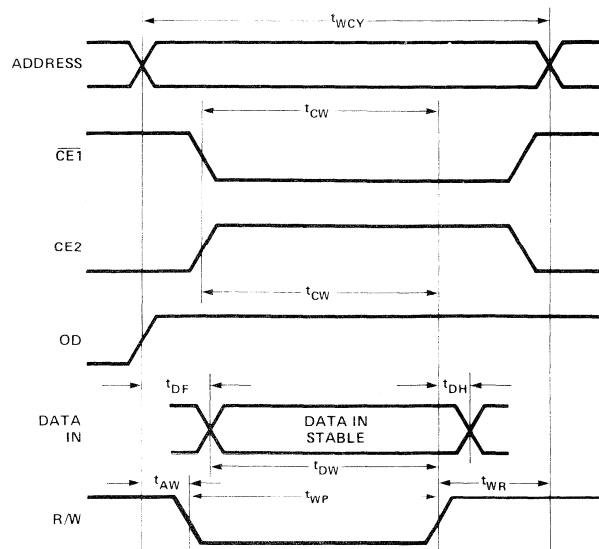 tWCY
ADDRESS
tCW
CE1
CE2
tCW
OD
tDF
tDH
DATA IN
DATA IN STABLE
tDW
tAW
tWP
tWR
R/W